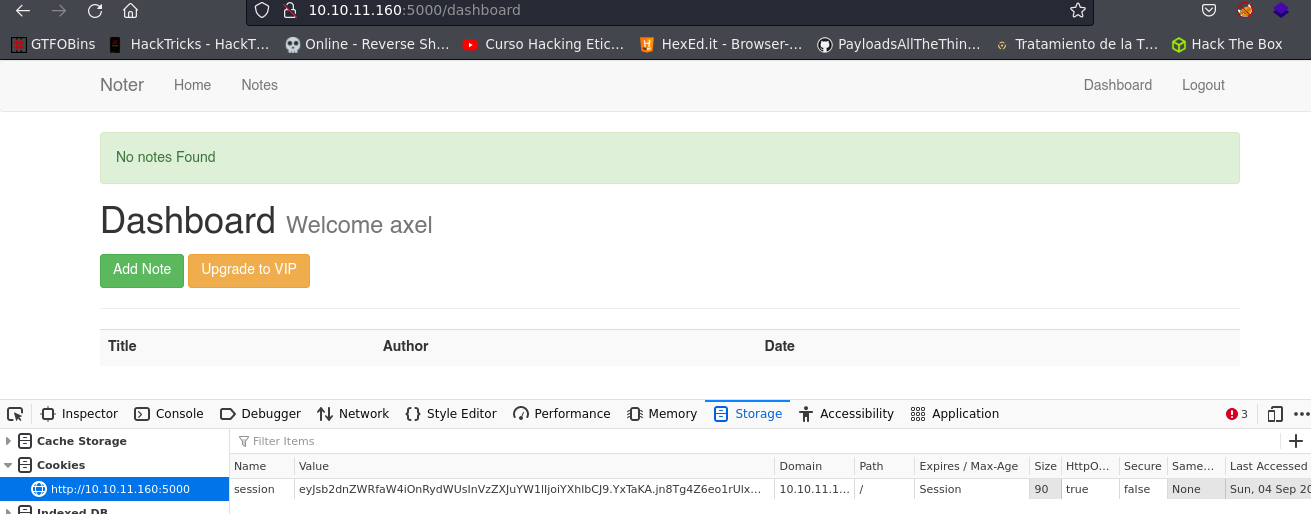 10.10.11.160:5000/dashboard
GTFOBins HackTricks - HackT… Online - Reverse Sh… Curso Hacking Etic… HexEd.it - Browser-… PayloadsAllTheThin… Tratamiento de la T… Hack The Box
Noter Home Notes Dashboard Logout
No notes Found
Dashboard Welcome axel
Add Note Upgrade to VIP
Title Author Date
Inspector Console Debugger Network Style Editor Performance Memory Storage Accessibility Application 3
Cache Storage Filter Items
Cookies Name Value Domain Path Expires / Max-Age Size HttpO… Secure Same… Last Accessed
http://10.10.11.160:5000 session 10.10.11.1… / Session 90 true false None Sun, 04 Sep 20
Indexed DB